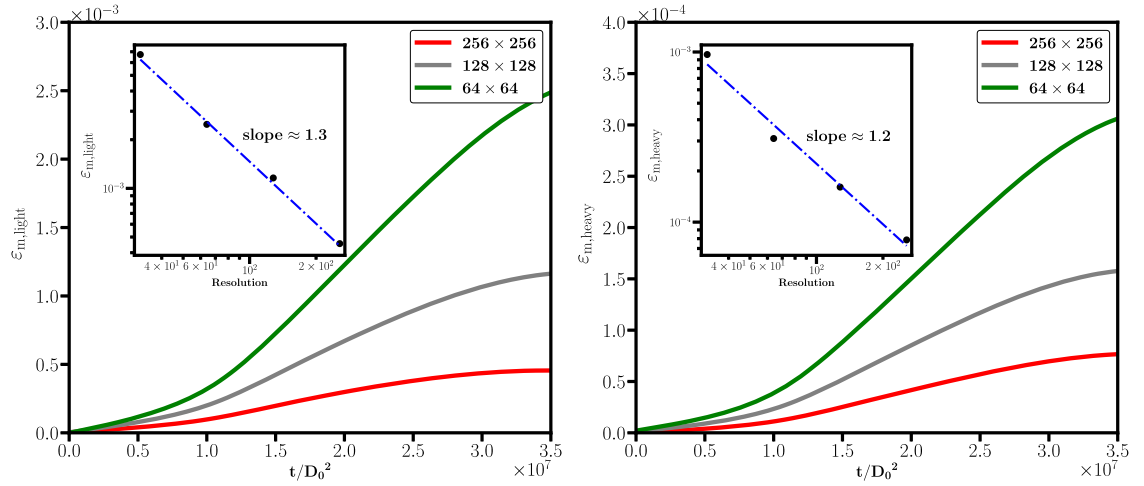 ×10⁻³
3.0
2.5
2.0
1.5
1.0
0.5
0.0
ε_m,light
0.0 0.5 1.0 1.5 2.0 2.5 3.0 3.5
×10⁷
t/D₀²
256 × 256
128 × 128
64 × 64
slope ≈ 1.3
ε_m,light
10⁻³
4 × 10¹ 6 × 10¹ 10² 2 × 10²
Resolution
×10⁻⁴
4.0
3.5
3.0
2.5
2.0
1.5
1.0
0.5
0.0
ε_m,heavy
0.0 0.5 1.0 1.5 2.0 2.5 3.0 3.5
×10⁷
t/D₀²
256 × 256
128 × 128
64 × 64
slope ≈ 1.2
ε_m,heavy
10⁻³
10⁻⁴
4 × 10¹ 6 × 10¹ 10² 2 × 10²
Resolution